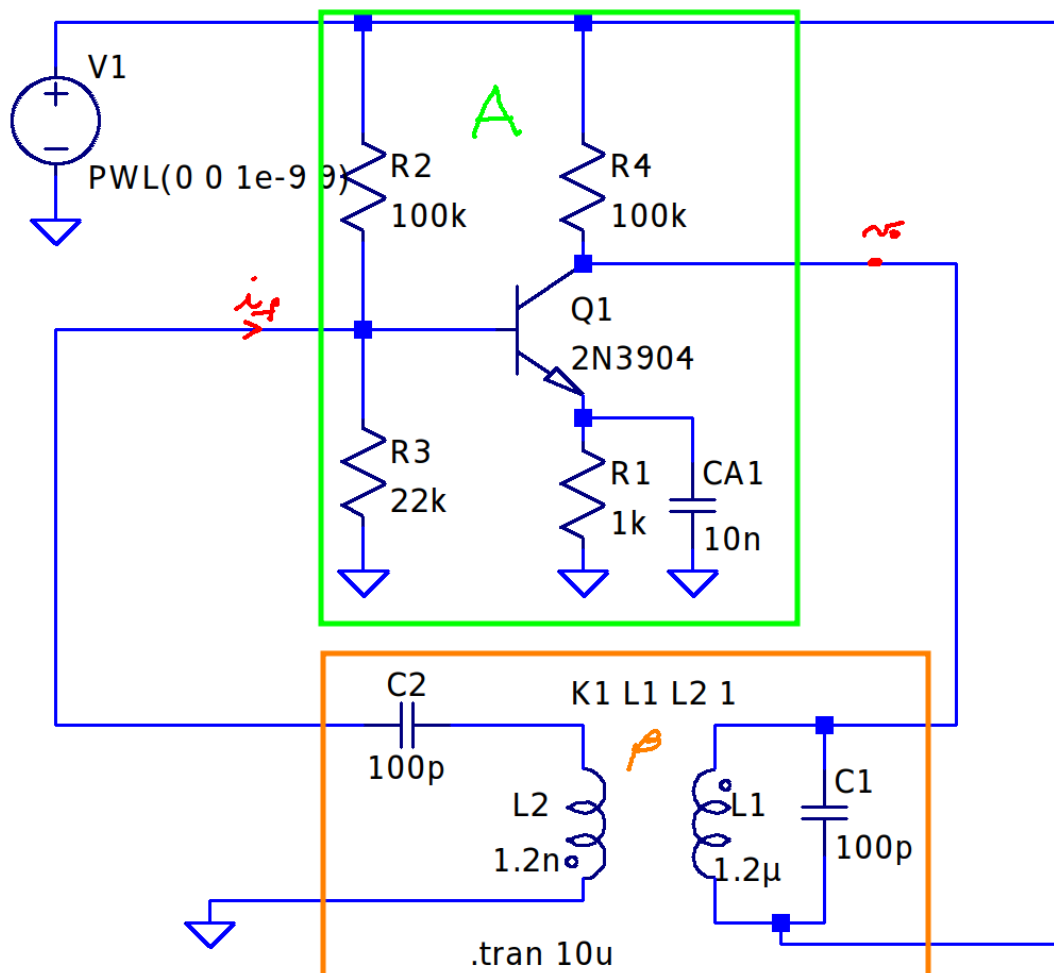 V1
PWL(0 0 1e-9 9)
A
R2
100k
R4
100k
Q1
2N3904
R3
22k
R1
1k
CA1
10n
C2
100p
K1 L1 L2 1
β
L2
1.2n
L1
1.2µ
C1
100p
.tran 10u